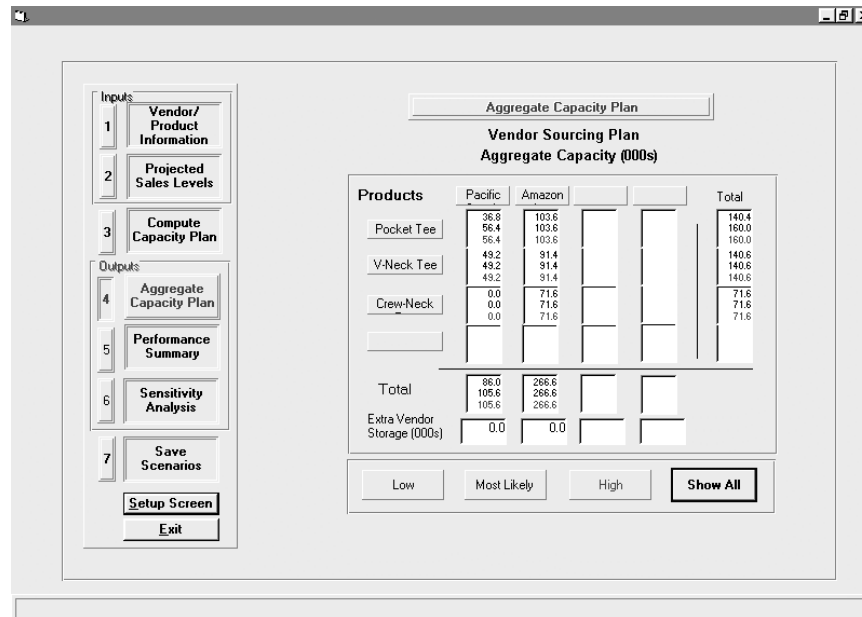 Inputs
1
Vendor/
Product
Information
2
Projected
Sales Levels
3
Compute
Capacity Plan
Outputs
4
Aggregate
Capacity Plan
5
Performance
Summary
6
Sensitivity
Analysis
7
Save
Scenarios
Setup Screen
Exit
Aggregate Capacity Plan
Vendor Sourcing Plan
Aggregate Capacity (000s)
Products Pacific Amazon Total
Pocket Tee
36.8 103.6 140.4
56.4 103.6 160.0
56.4 103.6 160.0
V-Neck Tee
49.2 91.4 140.6
49.2 91.4 140.6
49.2 91.4 140.6
Crew-Neck
0.0 71.6 71.6
0.0 71.6 71.6
0.0 71.6 71.6
Total
86.0 266.6
105.6 266.6
105.6 266.6
Extra Vendor
Storage (000s) 0.0 0.0
Low Most Likely High Show All